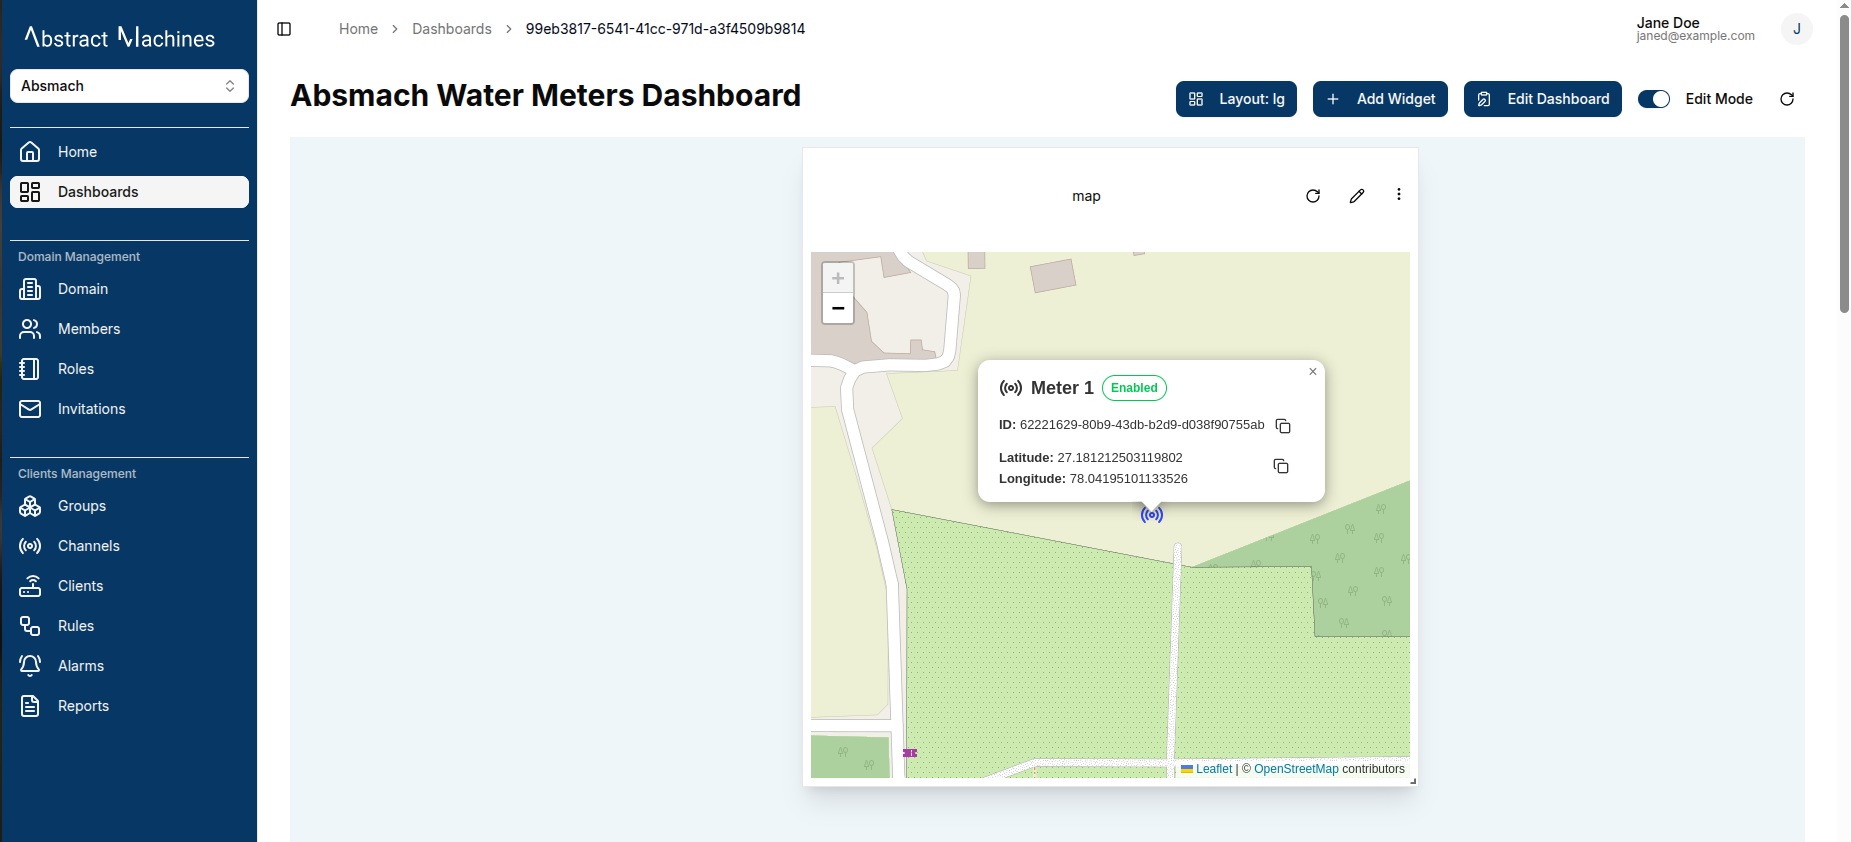 Abstract Machines
Absmach
Home
Dashboards
Domain Management
Domain
Members
Roles
Invitations
Clients Management
Groups
Channels
Clients
Rules
Alarms
Reports
Home > Dashboards > 99eb3817-6541-41cc-971d-a3f4509b9814
Jane Doe
janed@example.com
J
Absmach Water Meters Dashboard
Layout: lg
Add Widget
Edit Dashboard
Edit Mode
map
+
−
Meter 1 Enabled
×
ID: 62221629-80b9-43db-b2d9-d038f90755ab
Latitude: 27.181212503119802
Longitude: 78.04195101133526
Leaflet | © OpenStreetMap contributors